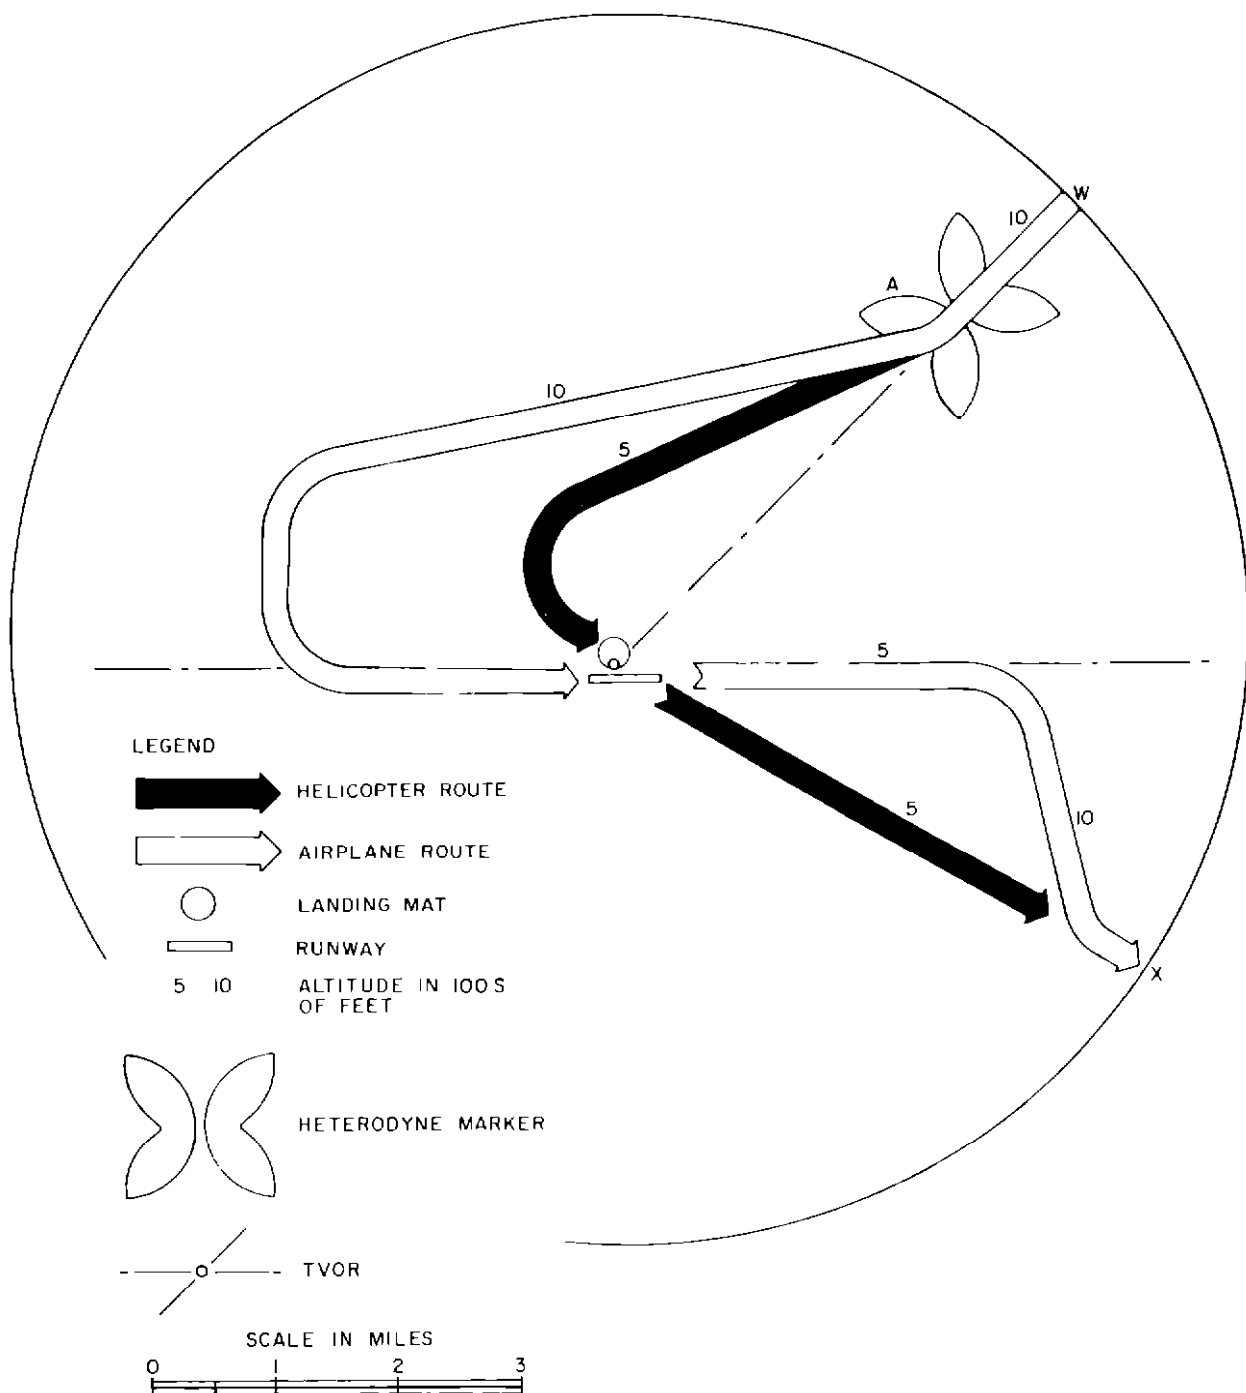 W
10
A
10
5
5
LEGEND
HELICOPTER ROUTE
5
10
AIRPLANE ROUTE
LANDING MAT
RUNWAY
X
5 10 ALTITUDE IN 100S
OF FEET
HETERODYNE MARKER
TVOR
SCALE IN MILES
0 1 2 3